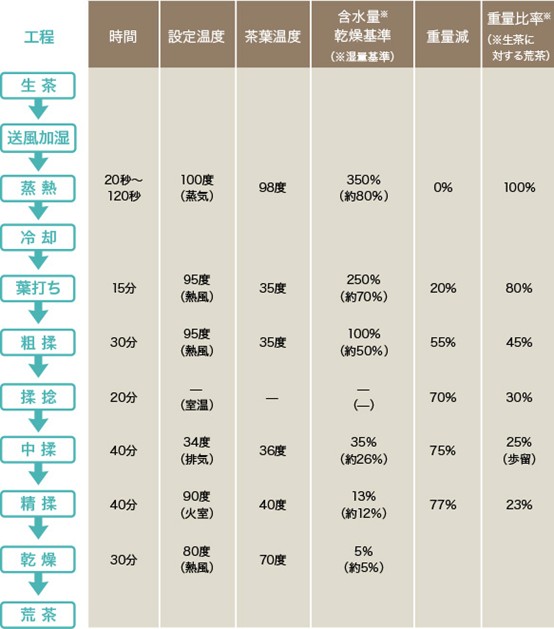 工程
時間
設定温度
茶葉温度
含水量※
乾燥基準
(※湿量基準)
重量減
重量比率※
(※生茶に
対する荒茶)
生茶
送風加湿
蒸熱
20秒〜
120秒
100度
(蒸気)
98度
350%
(約80%)
0%
100%
冷却
葉打ち
15分
95度
(熱風)
35度
250%
(約70%)
20%
80%
粗揉
30分
95度
(熱風)
35度
100%
(約50%)
55%
45%
揉捻
20分
―
(室温)
―
―
(―)
70%
30%
中揉
40分
34度
(排気)
36度
35%
(約26%)
75%
25%
(歩留)
精揉
40分
90度
(火室)
40度
13%
(約12%)
77%
23%
乾燥
30分
80度
(熱風)
70度
5%
(約5%)
荒茶